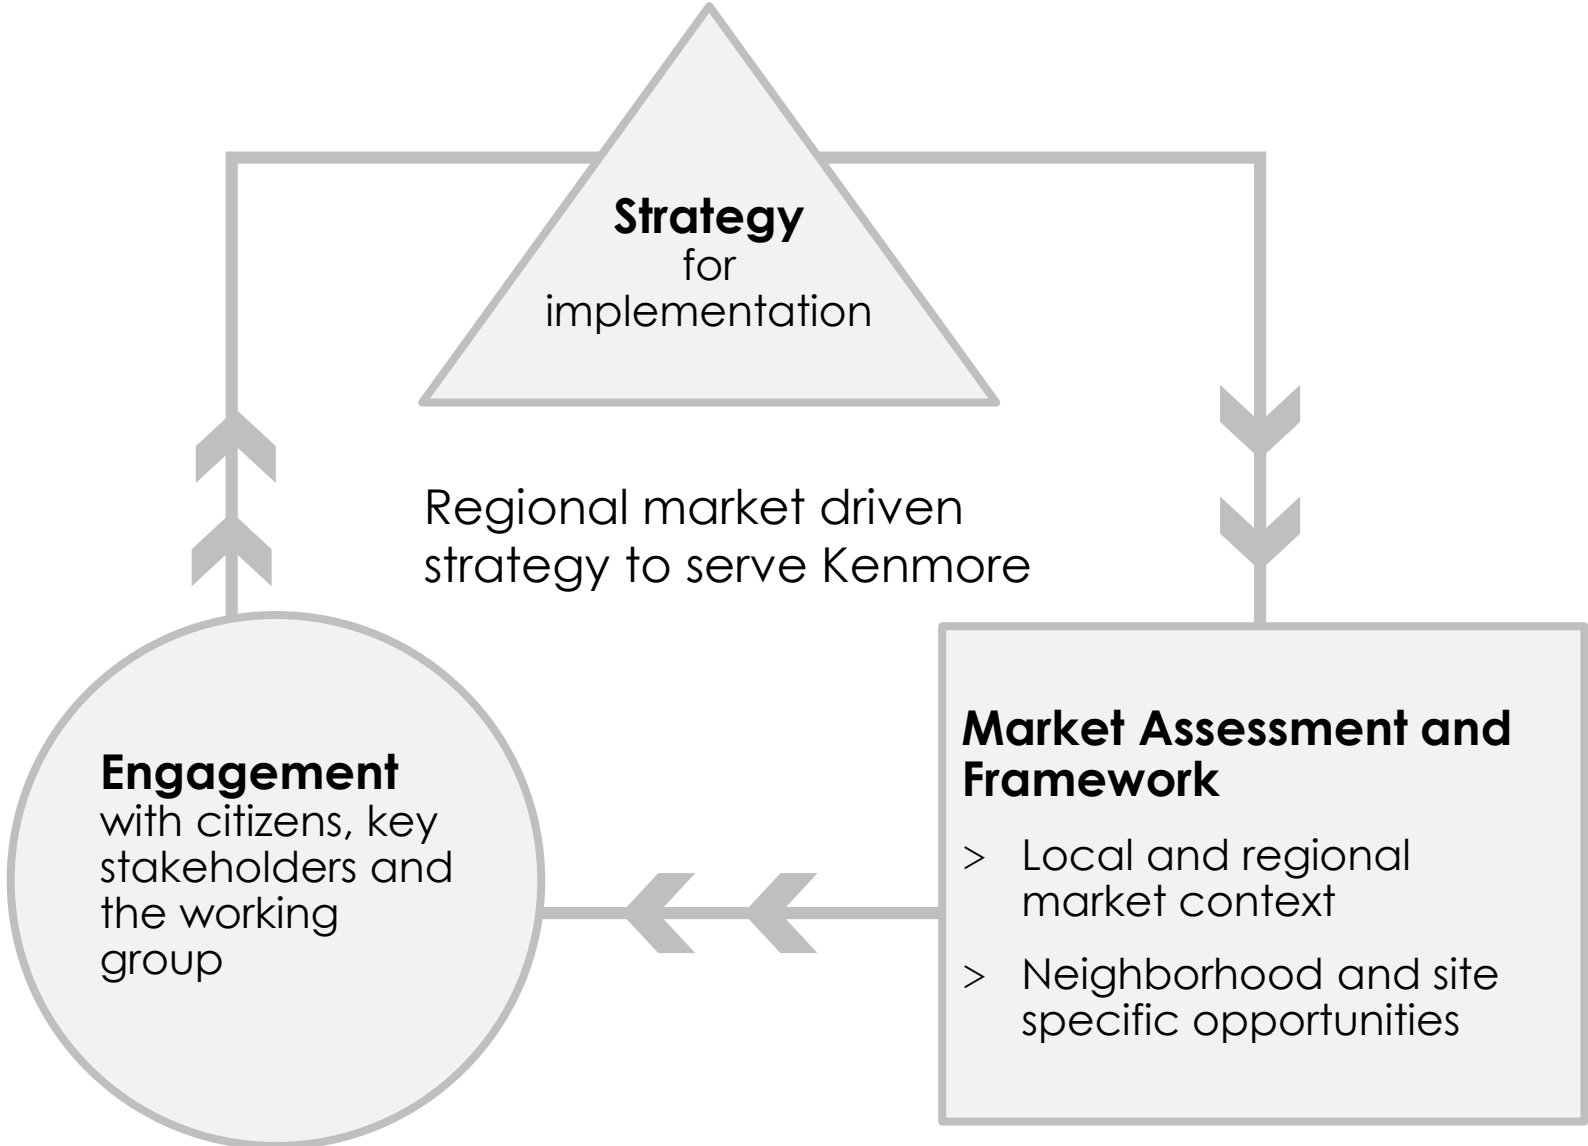 Strategy
for
implementation
Regional market driven
strategy to serve Kenmore
Engagement
with citizens, key
stakeholders and
the working
group
Market Assessment and
Framework
> Local and regional
market context
> Neighborhood and site
specific opportunities